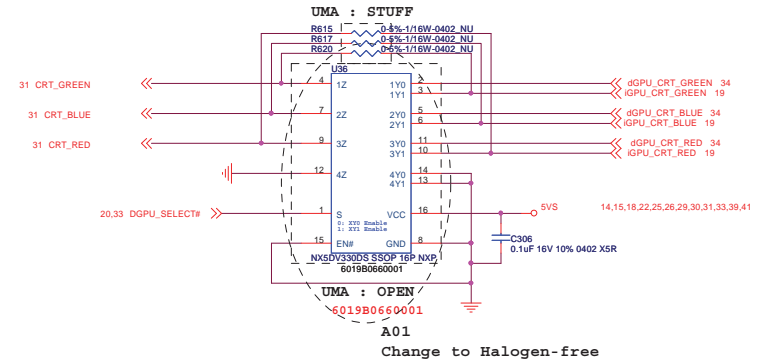 UMA : STUFF
R615 0-5%-1/16W-0402_NU
R617 0-5%-1/16W-0402_NU
R620 0-5%-1/16W-0402_NU
U36
31 CRT_GREEN 4 1Z 1Y0 2 dGPU_CRT_GREEN 34
1Y1 3 iGPU_CRT_GREEN 19
31 CRT_BLUE 7 2Z 2Y0 5 dGPU_CRT_BLUE 34
2Y1 6 iGPU_CRT_BLUE 19
31 CRT_RED 9 3Z 3Y0 11 dGPU_CRT_RED 34
3Y1 10 iGPU_CRT_RED 19
12 4Z 4Y0 14
4Y1 13
20,33 DGPU_SELECT# 1 S VCC 16 5VS 14,15,18,22,25,26,29,30,31,33,39,41
0: XY0 Enable
1: XY1 Enable
15 EN# GND 8
C306
0.1uF 16V 10% 0402 X5R
NX5DV330DS SSOP 16P NXP
6019B0660001
UMA : OPEN
6019B0660001
A01
Change to Halogen-free